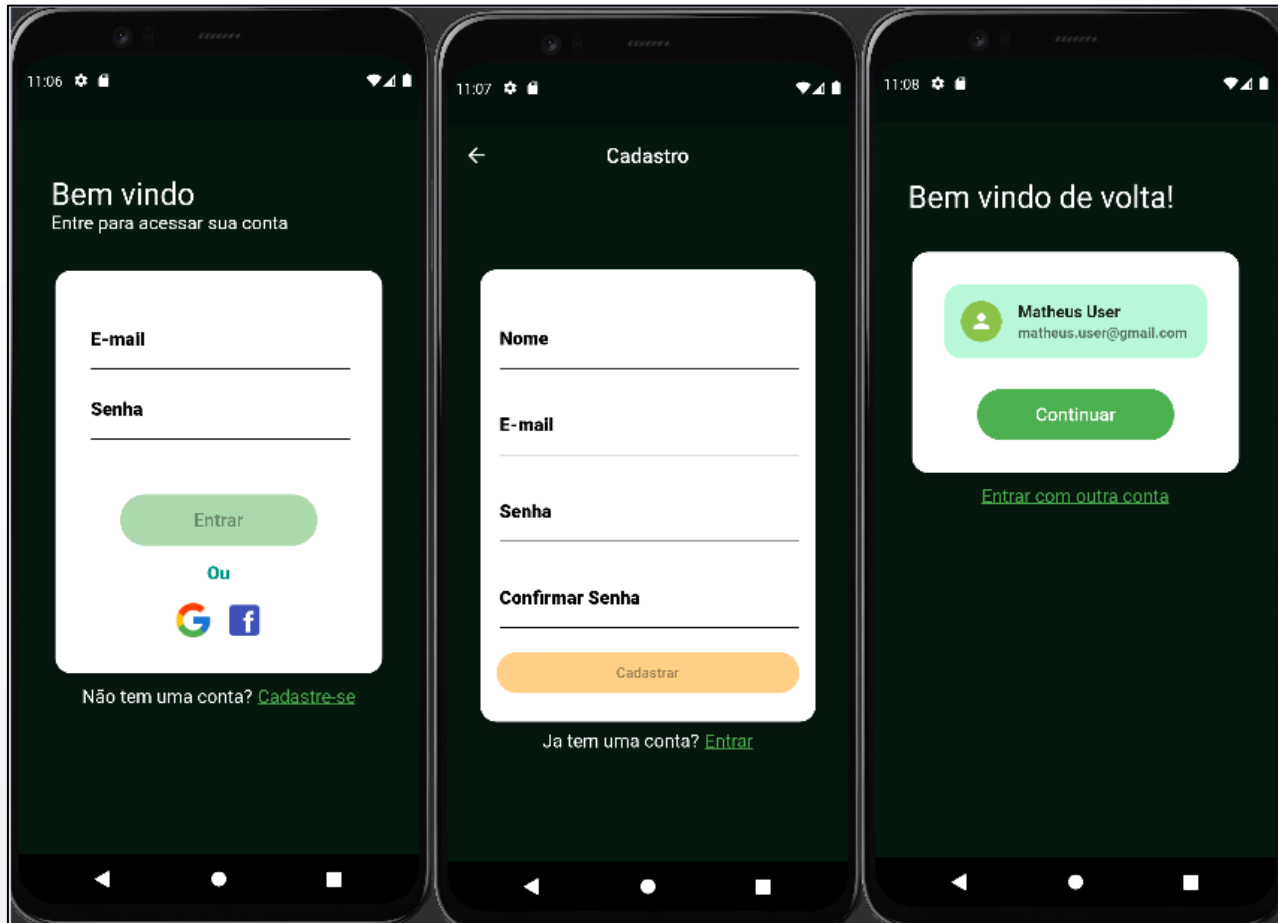 11:06
Bem vindo
Entre para acessar sua conta
E-mail
Senha
Entrar
Ou
Não tem uma conta? Cadastre-se
11:07
Cadastro
Nome
E-mail
Senha
Confirmar Senha
Cadastrar
Ja tem uma conta? Entrar
11:08
Bem vindo de volta!
Matheus User
matheus.user@gmail.com
Continuar
Entrar com outra conta